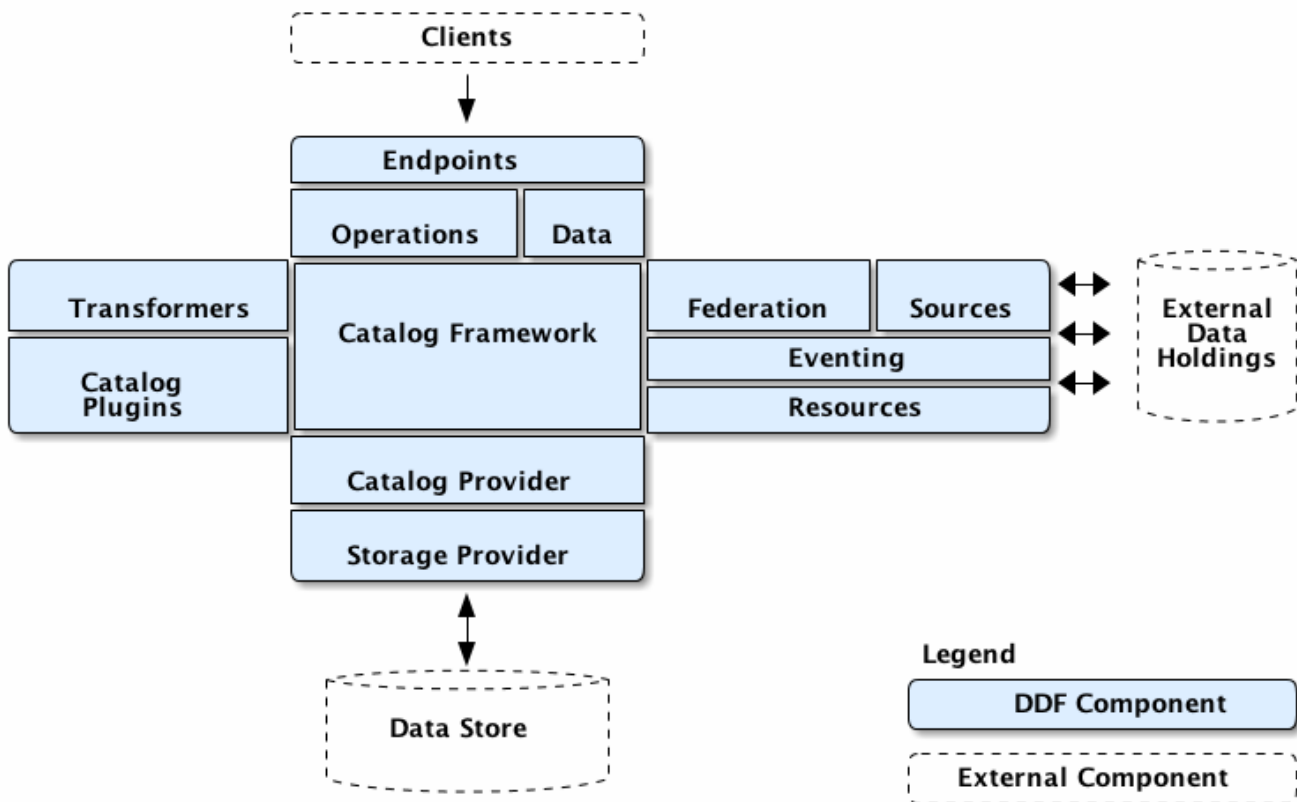 Clients
Endpoints
Operations
Data
Transformers
Catalog Framework
Federation
Sources
External
Data
Holdings
Eventing
Catalog
Plugins
Resources
Catalog Provider
Storage Provider
Data Store
Legend
DDF Component
External Component